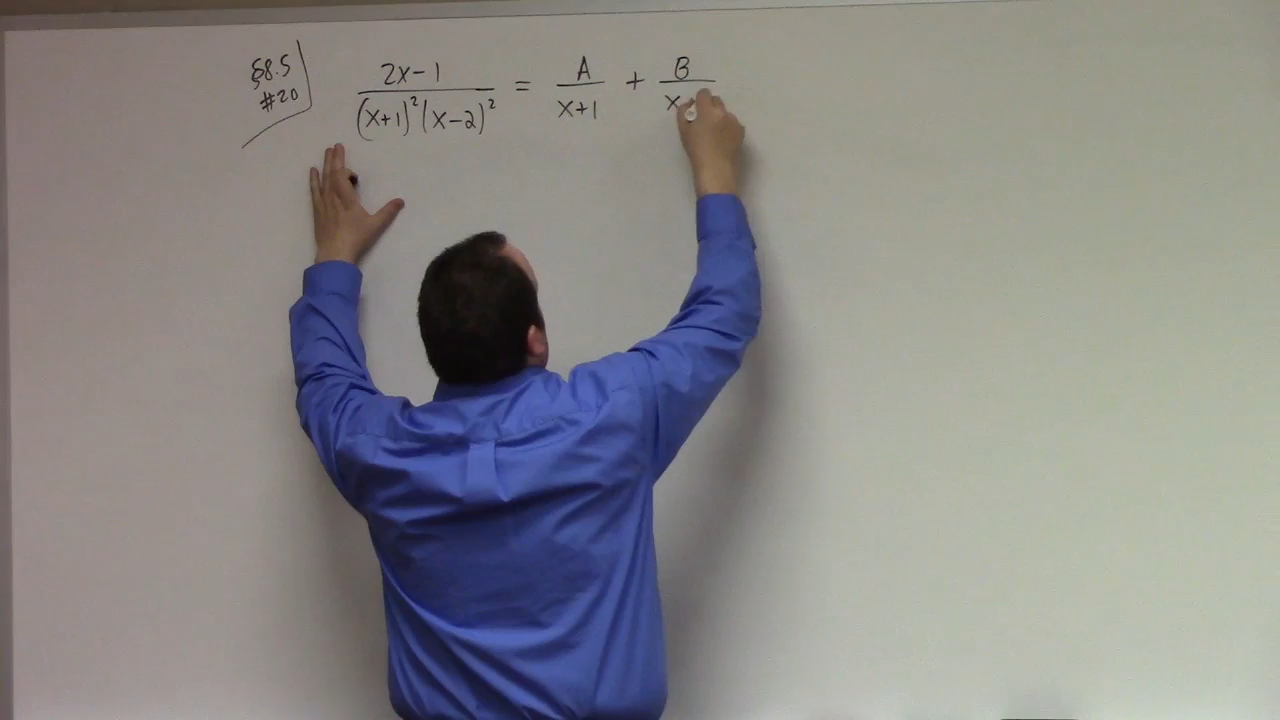 §8.5
#20
2x-1 / (x+1)² (x-2)² = A / x+1 + B / x